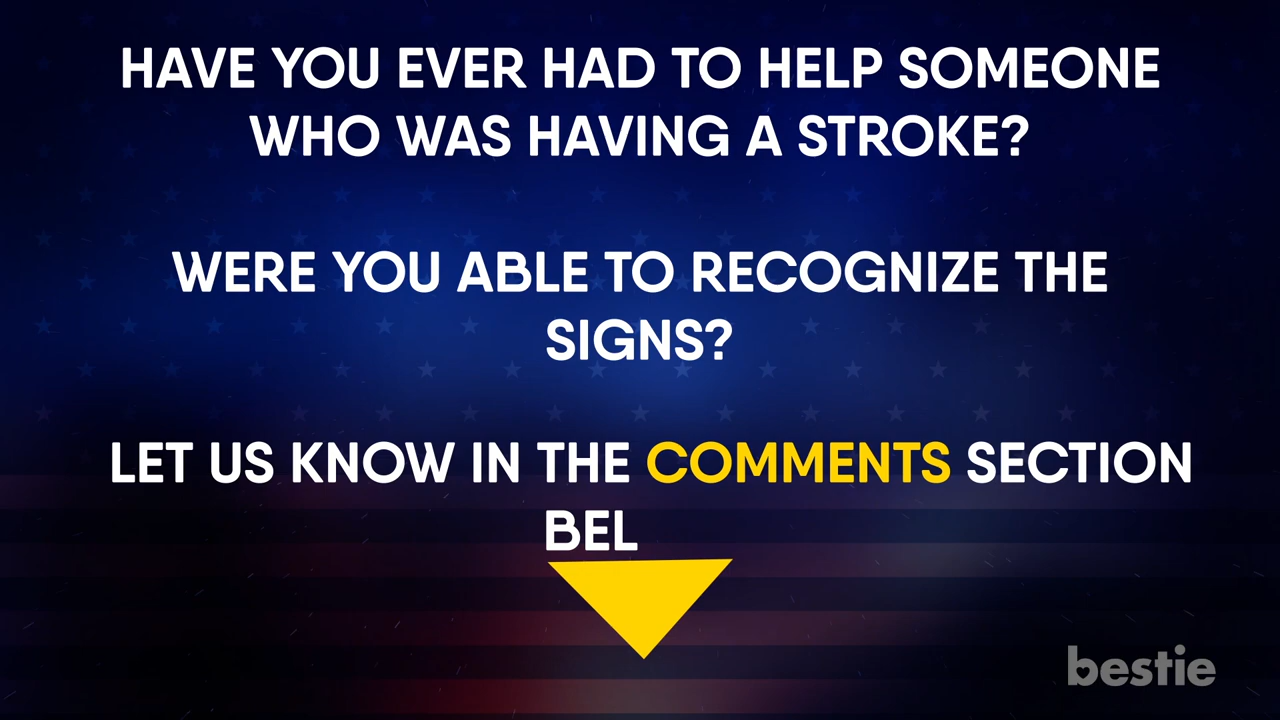 HAVE YOU EVER HAD TO HELP SOMEONE
WHO WAS HAVING A STROKE?
WERE YOU ABLE TO RECOGNIZE THE
SIGNS?
LET US KNOW IN THE COMMENTS SECTION
BEL
bestie